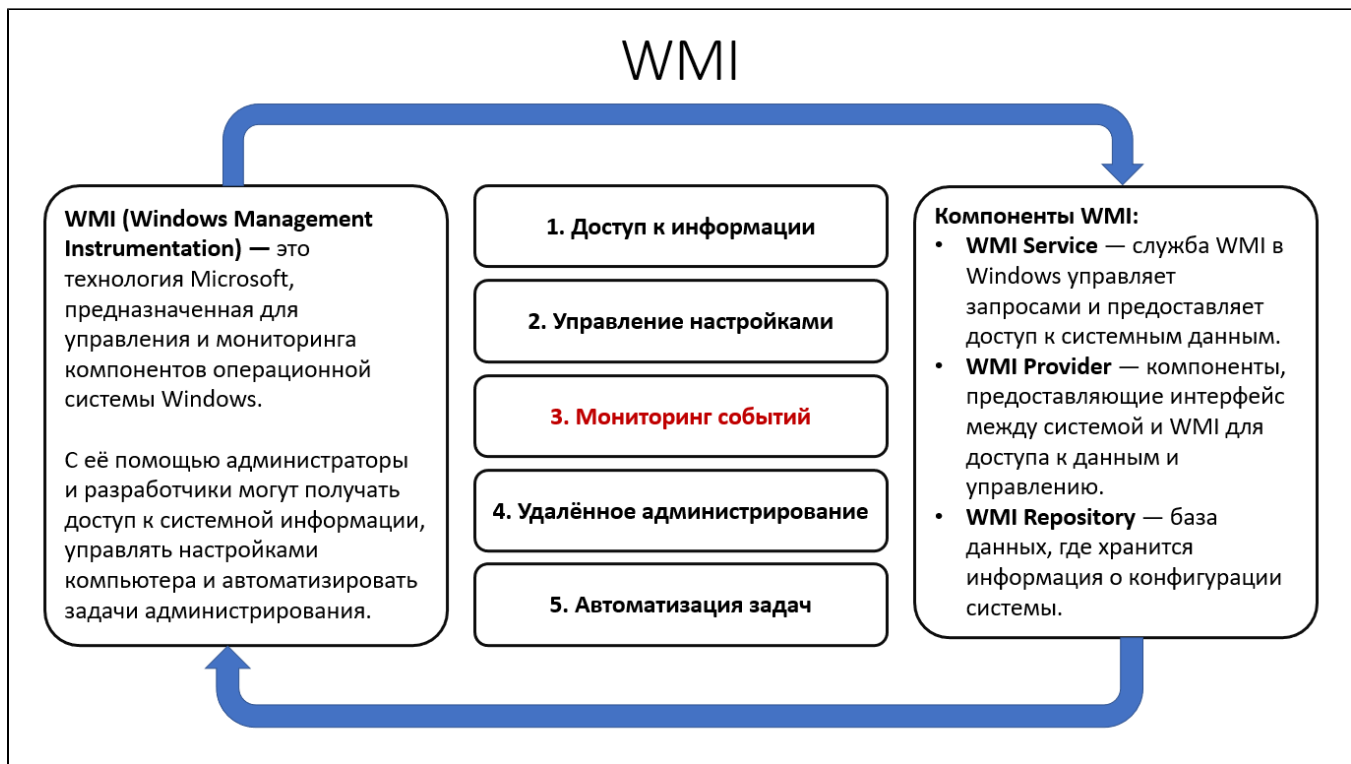 WMI
WMI (Windows Management
Instrumentation) — это
технология Microsoft,
предназначенная для
управления и мониторинга
компонентов операционной
системы Windows.
С её помощью администраторы
и разработчики могут получать
доступ к системной информации,
управлять настройками
компьютера и автоматизировать
задачи администрирования.
1. Доступ к информации
2. Управление настройками
3. Мониторинг событий
4. Удалённое администрирование
5. Автоматизация задач
Компоненты WMI:
• WMI Service — служба WMI в
Windows управляет
запросами и предоставляет
доступ к системным данным.
• WMI Provider — компоненты,
предоставляющие интерфейс
между системой и WMI для
доступа к данным и
управлению.
• WMI Repository — база
данных, где хранится
информация о конфигурации
системы.